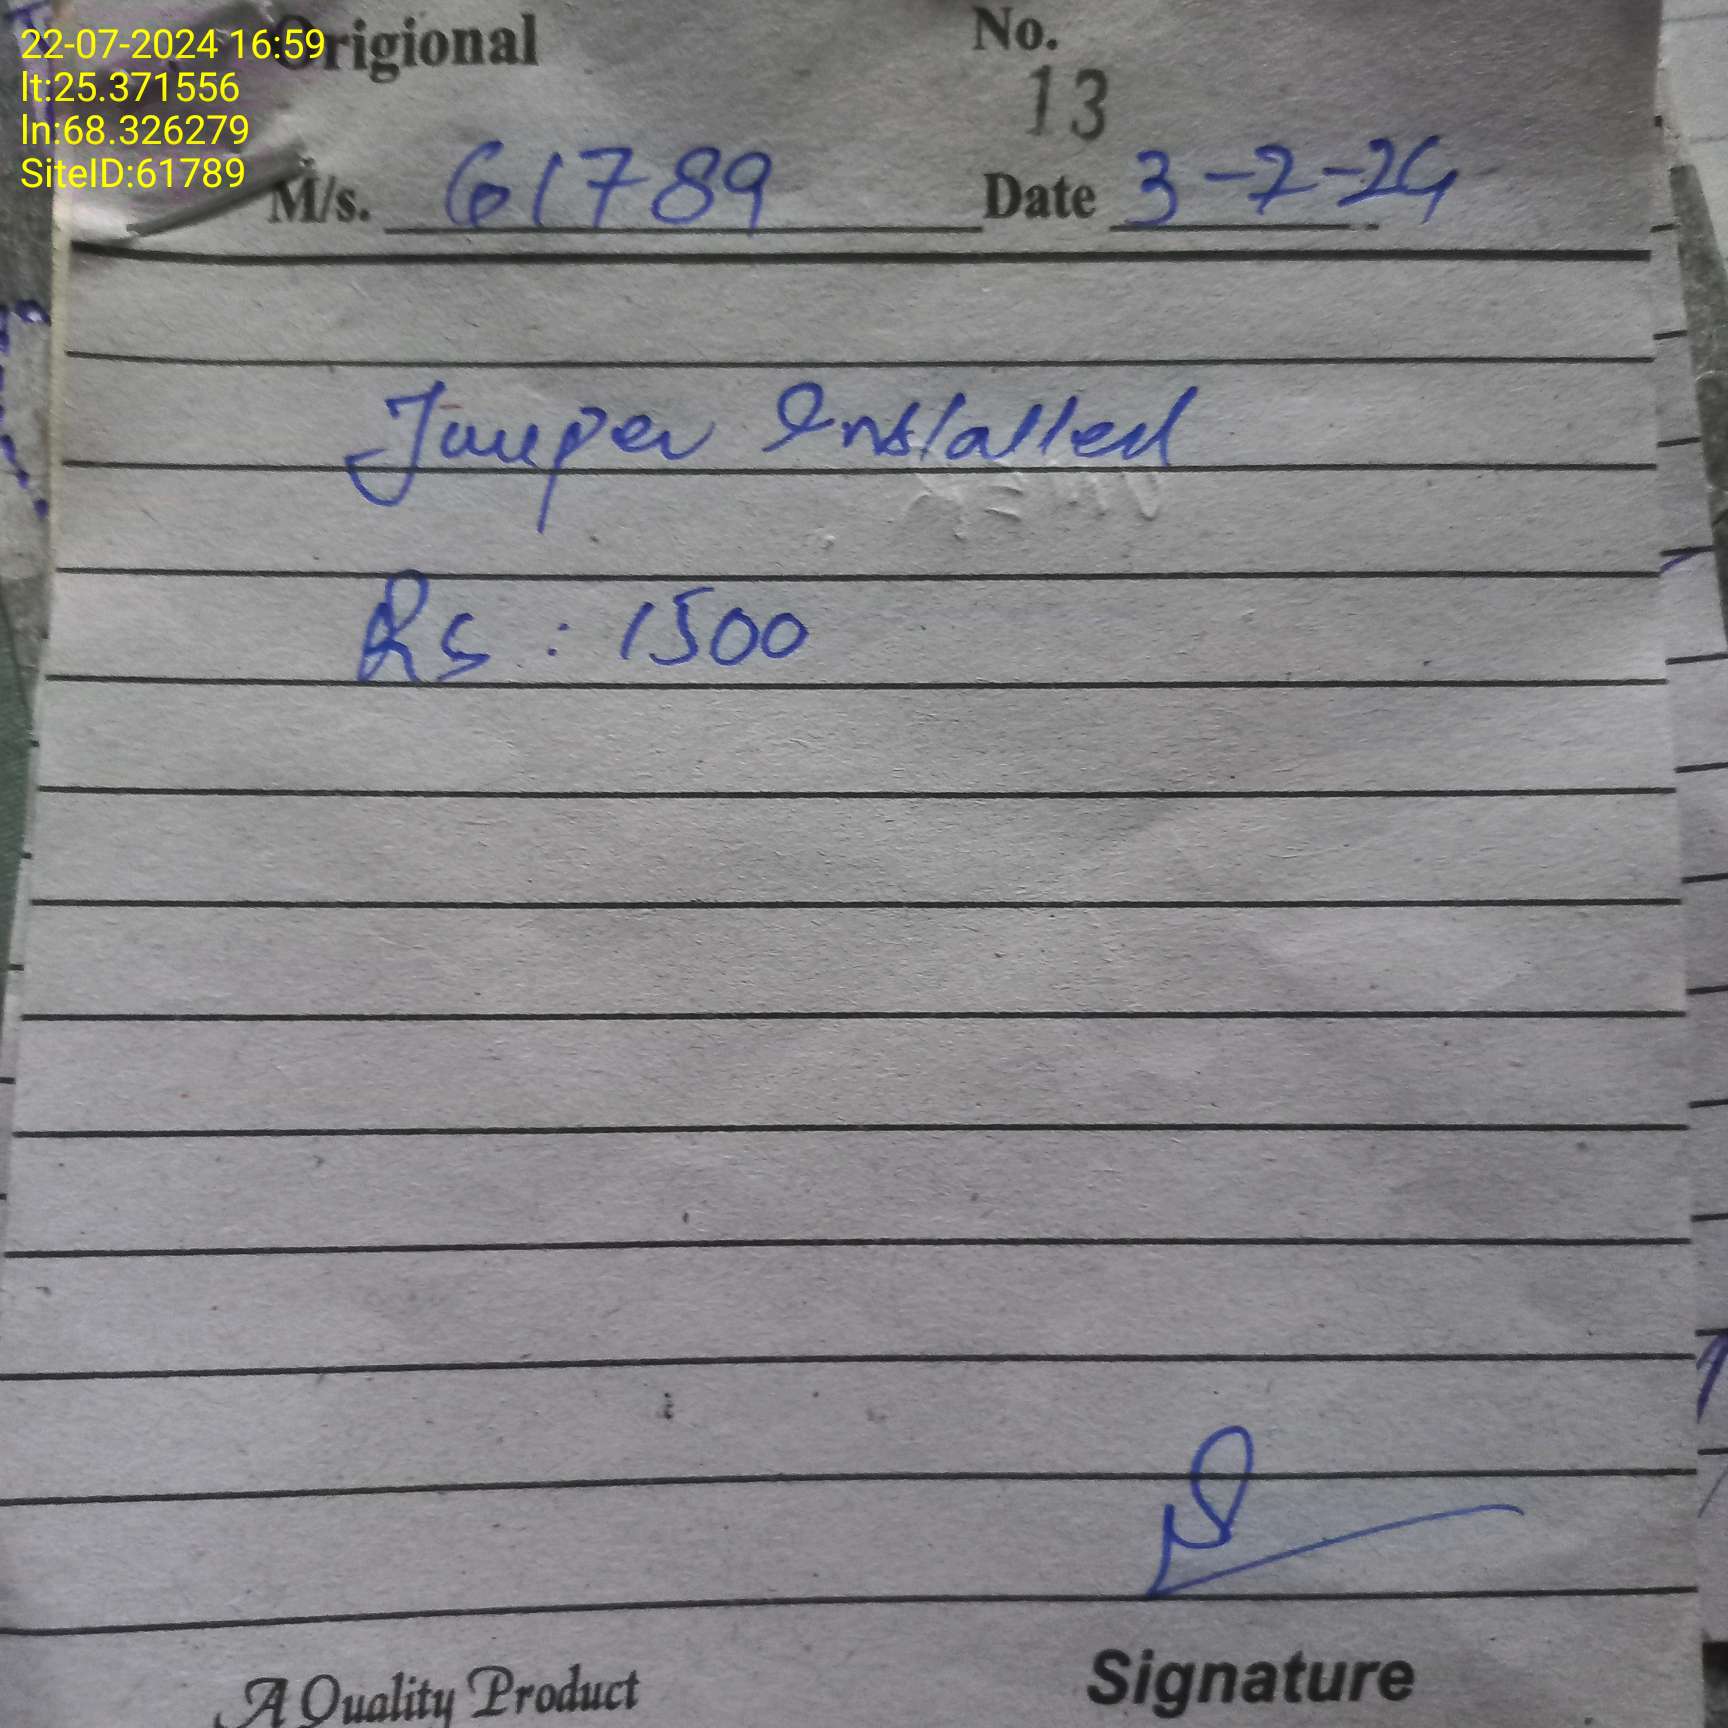 22-07-2024 16:59
lt:25.371556
ln:68.326279
SiteID:61789
Origional
No.
13
M/s. 61789 Date 3-7-24
Jumper Installed
Rs : 1500
A Quality Product
Signature